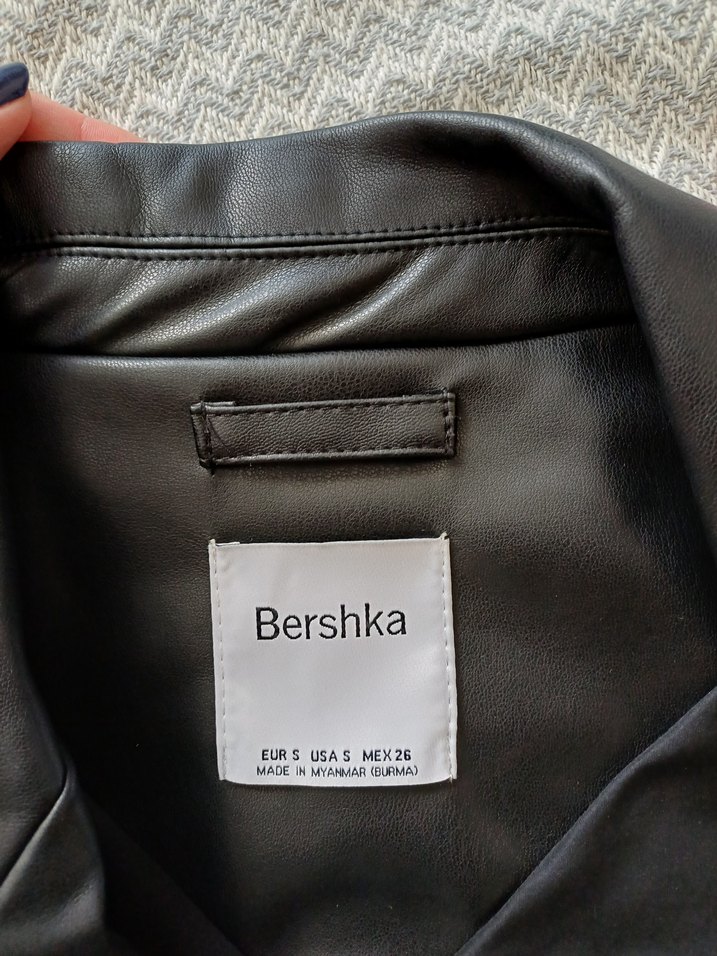 Bershka
EUR S USA S MEX 26
MADE IN MYANMAR (BURMA)